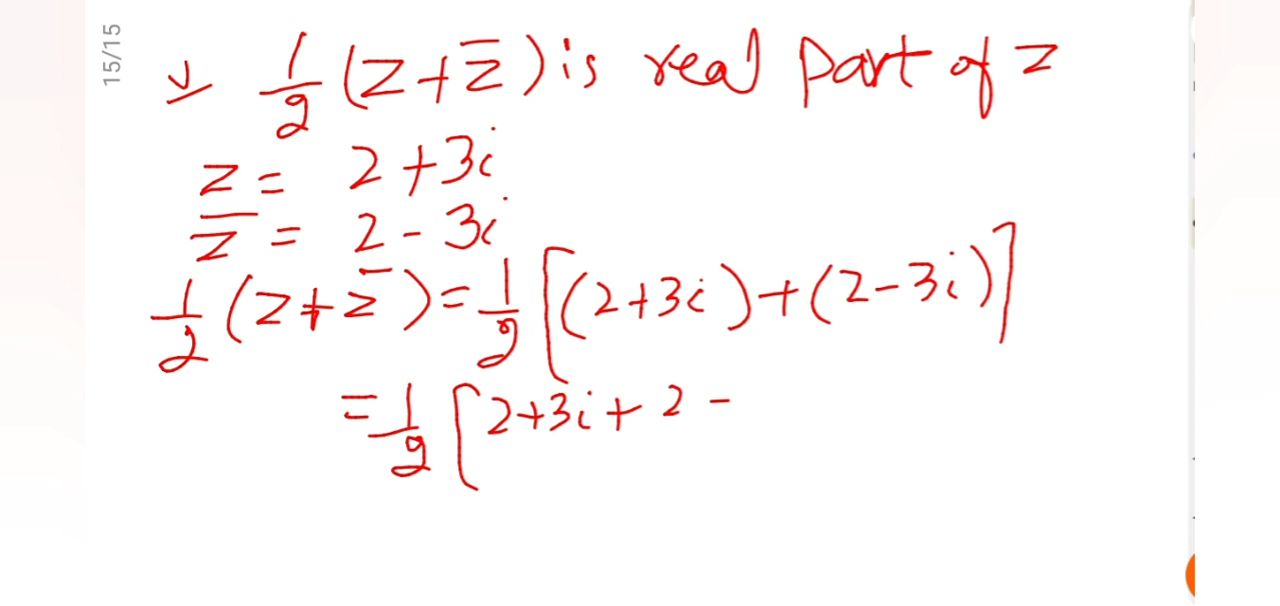 15/15
v) 1/2 (z + z̅) is real part of z
z = 2 + 3i
z̅ = 2 - 3i
1/2 (z + z̅) = 1/2 [(2+3i) + (2-3i)]
= 1/2 [2+3i + 2 -